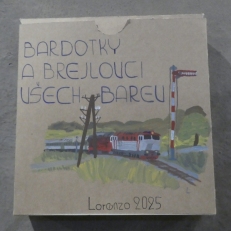 BARDOTKY
A BREJLOUCI
VŠECH BAREV
Lorenzo 2025